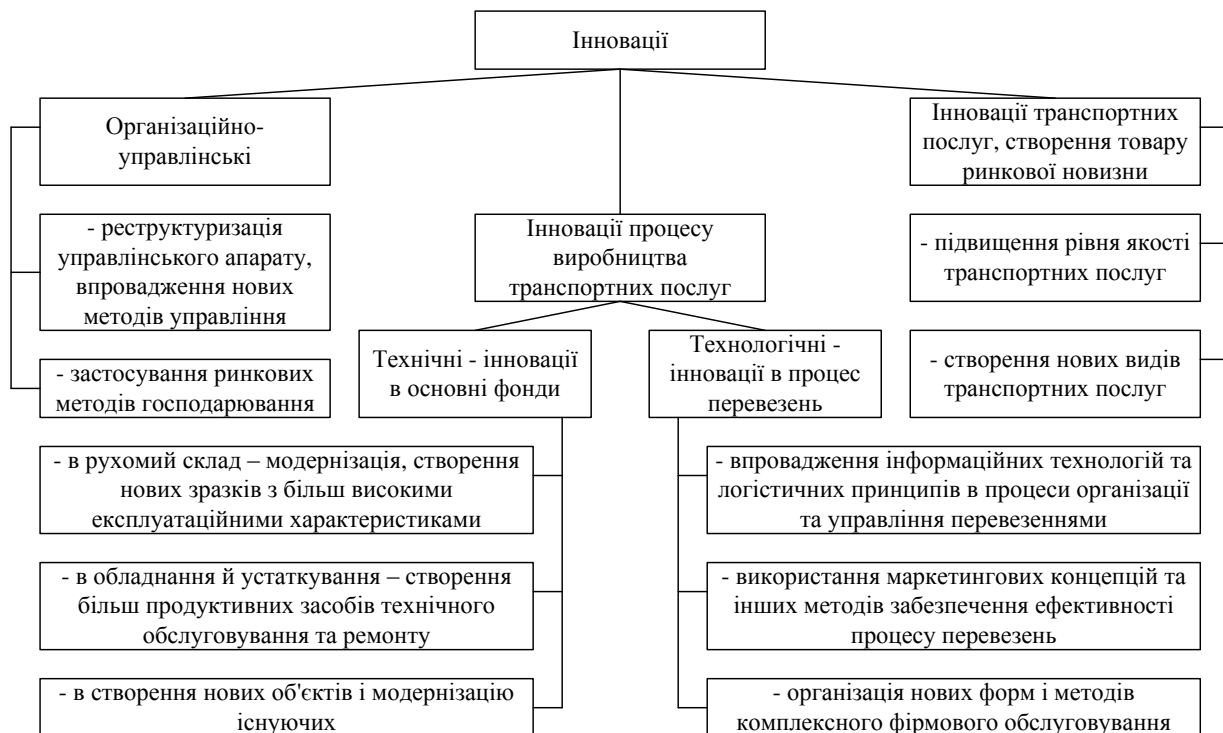 Інновації
Організаційно-
управлінські
Інновації транспортних
послуг, створення товару
ринкової новизни
- реструктуризація
управлінського апарату,
впровадження нових
методів управління
Інновації процесу
виробництва
транспортних послуг
- підвищення рівня якості
транспортних послуг
- застосування ринкових
методів господарювання
Технічні - інновації
в основні фонди
Технологічні -
інновації в процес
перевезень
- створення нових видів
транспортних послуг
- в рухомий склад – модернізація, створення
нових зразків з більш високими
експлуатаційними характеристиками
- впровадження інформаційних технологій та
логістичних принципів в процеси організації
та управління перевезеннями
- в обладнання й устаткування – створення
більш продуктивних засобів технічного
обслуговування та ремонту
- використання маркетингових концепцій та
інших методів забезпечення ефективності
процесу перевезень
- в створення нових об'єктів і модернізацію
існуючих
- організація нових форм і методів
комплексного фірмового обслуговування